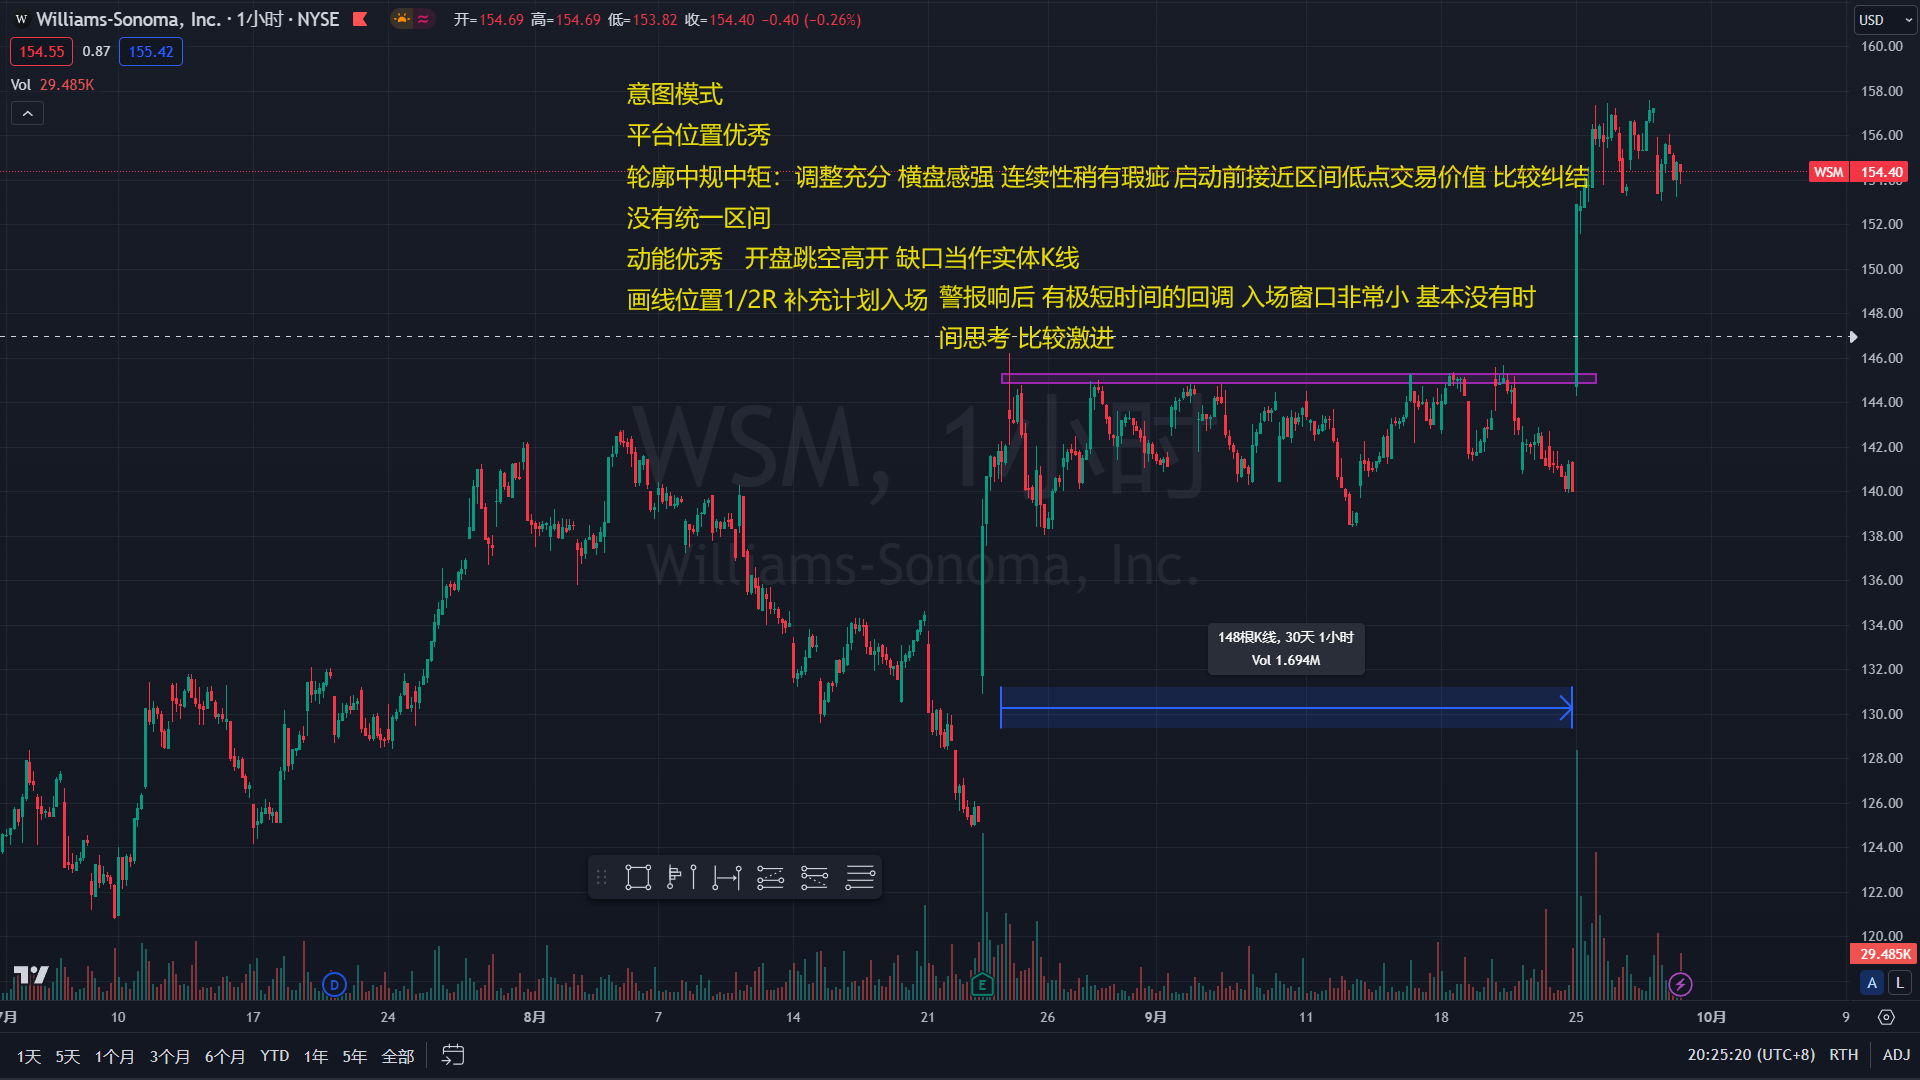 W Williams-Sonoma, Inc. · 1小时 · NYSE 开=154.69 高=154.69 低=153.82 收=154.40 −0.40 (−0.26%)
USD
154.55 0.87 155.42
Vol 29.485K
意图模式
平台位置优秀
轮廓中规中矩：调整充分 横盘感强 连续性稍有瑕疵 启动前接近区间低点交易价值 比较纠结
没有统一区间
动能优秀 开盘跳空高开 缺口当作实体K线
画线位置1/2R 补充计划入场 警报响后 有极短时间的回调 入场窗口非常小 基本没有时
间思考 比较激进
WSM, 1小时
Williams-Sonoma, Inc.
148根K线, 30天 1小时
Vol 1.694M
160.00
158.00
156.00
WSM 154.40
154.00
152.00
150.00
148.00
146.00
144.00
142.00
140.00
138.00
136.00
134.00
132.00
130.00
128.00
126.00
124.00
122.00
120.00
29.485K
D
E
A L
7月 10 17 24 8月 7 14 21 26 9月 11 18 25 10月 9
1天 5天 1个月 3个月 6个月 YTD 1年 5年 全部
20:25:20 (UTC+8) RTH ADJ